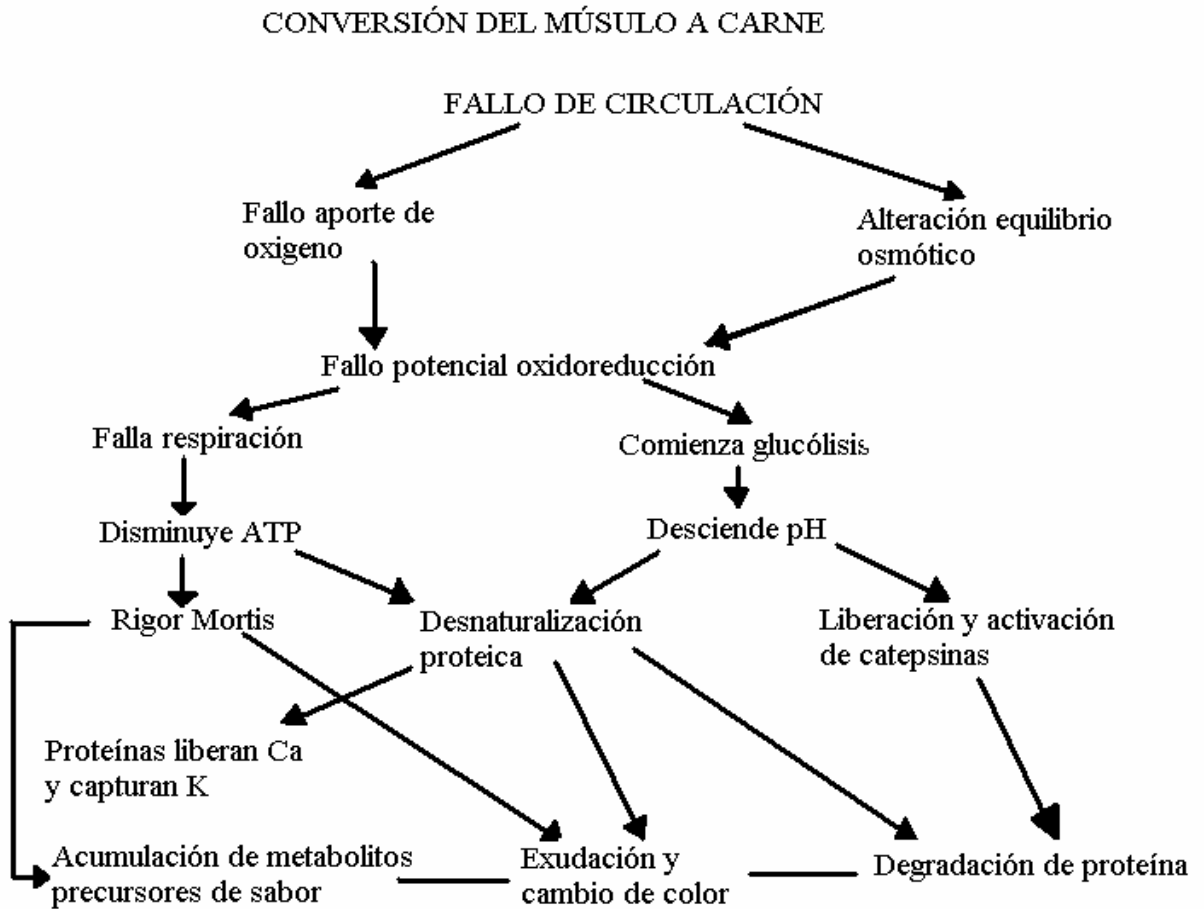 CONVERSIÓN DEL MÚSULO A CARNE
FALLO DE CIRCULACIÓN
Fallo aporte de
oxigeno
Alteración equilibrio
osmótico
Fallo potencial oxidoreducción
Falla respiración
Comienza glucólisis
Disminuye ATP
Desciende pH
Rigor Mortis
Desnaturalización
proteica
Liberación y activación
de catepsinas
Proteínas liberan Ca
y capturan K
Acumulación de metabolitos
precursores de sabor
Exudación y
cambio de color
Degradación de proteína